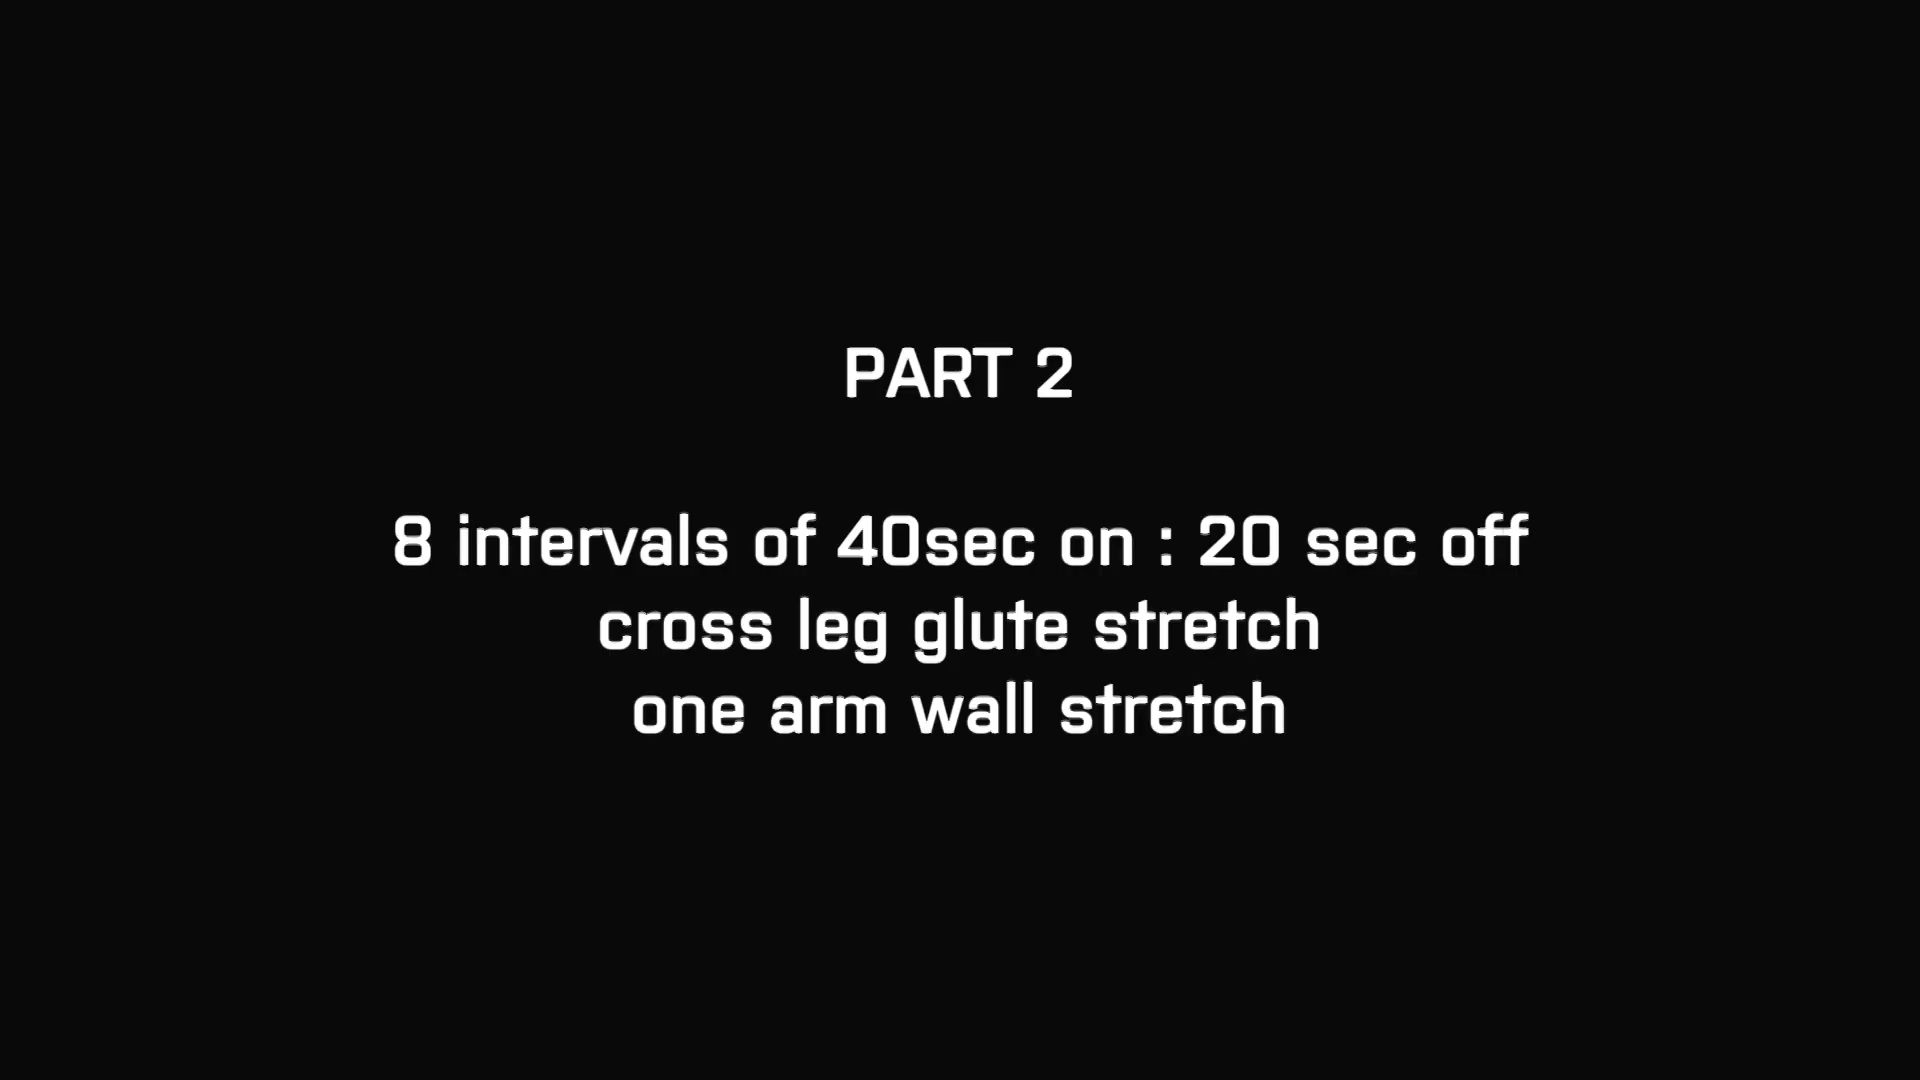 PART 2
8 intervals of 40sec on : 20 sec off
cross leg glute stretch
one arm wall stretch